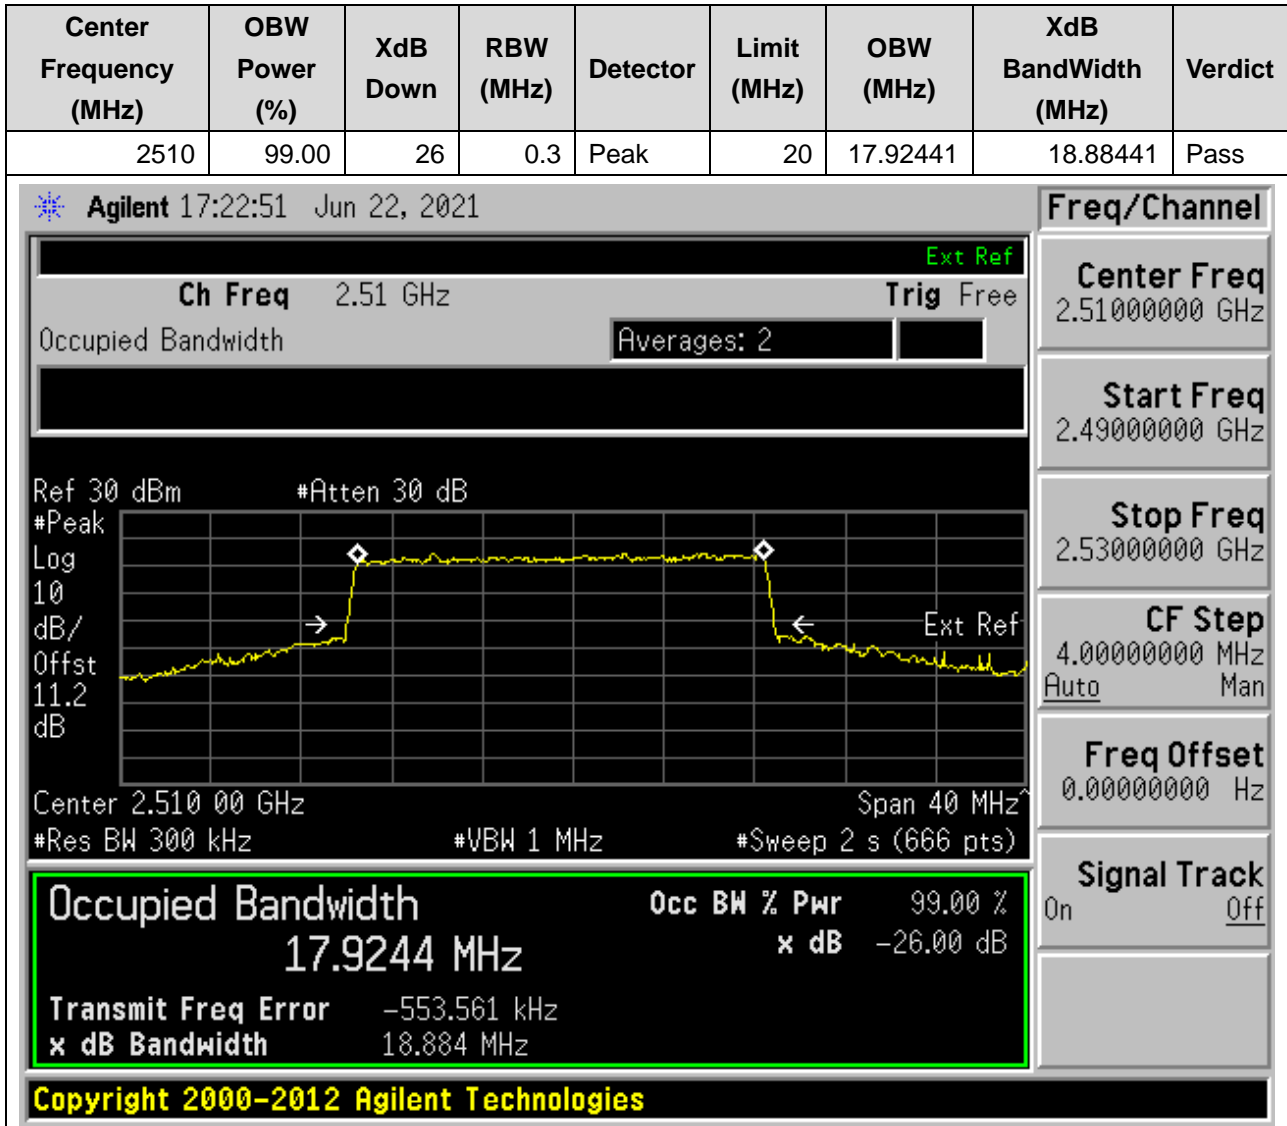 Center Frequency (MHz) OBW Power (%) XdB Down RBW (MHz) Detector Limit (MHz) OBW (MHz) XdB BandWidth (MHz) Verdict
2510 99.00 26 0.3 Peak 20 17.92441 18.88441 Pass
Agilent 17:22:51 Jun 22, 2021
Freq/Channel
Ext Ref
Ch Freq 2.51 GHz Trig Free
Occupied Bandwidth Averages: 2
Center Freq
2.51000000 GHz
Start Freq
2.49000000 GHz
Stop Freq
2.53000000 GHz
CF Step
4.00000000 MHz
Auto Man
Freq Offset
0.00000000 Hz
Signal Track
On Off
Ref 30 dBm #Atten 30 dB
#Peak
Log
10
dB/
Offst
11.2
dB
Ext Ref
Center 2.510 00 GHz Span 40 MHz^
#Res BW 300 kHz #VBW 1 MHz #Sweep 2 s (666 pts)
Occupied Bandwidth Occ BW % Pwr 99.00 %
17.9244 MHz x dB -26.00 dB
Transmit Freq Error -553.561 kHz
x dB Bandwidth 18.884 MHz
Copyright 2000-2012 Agilent Technologies